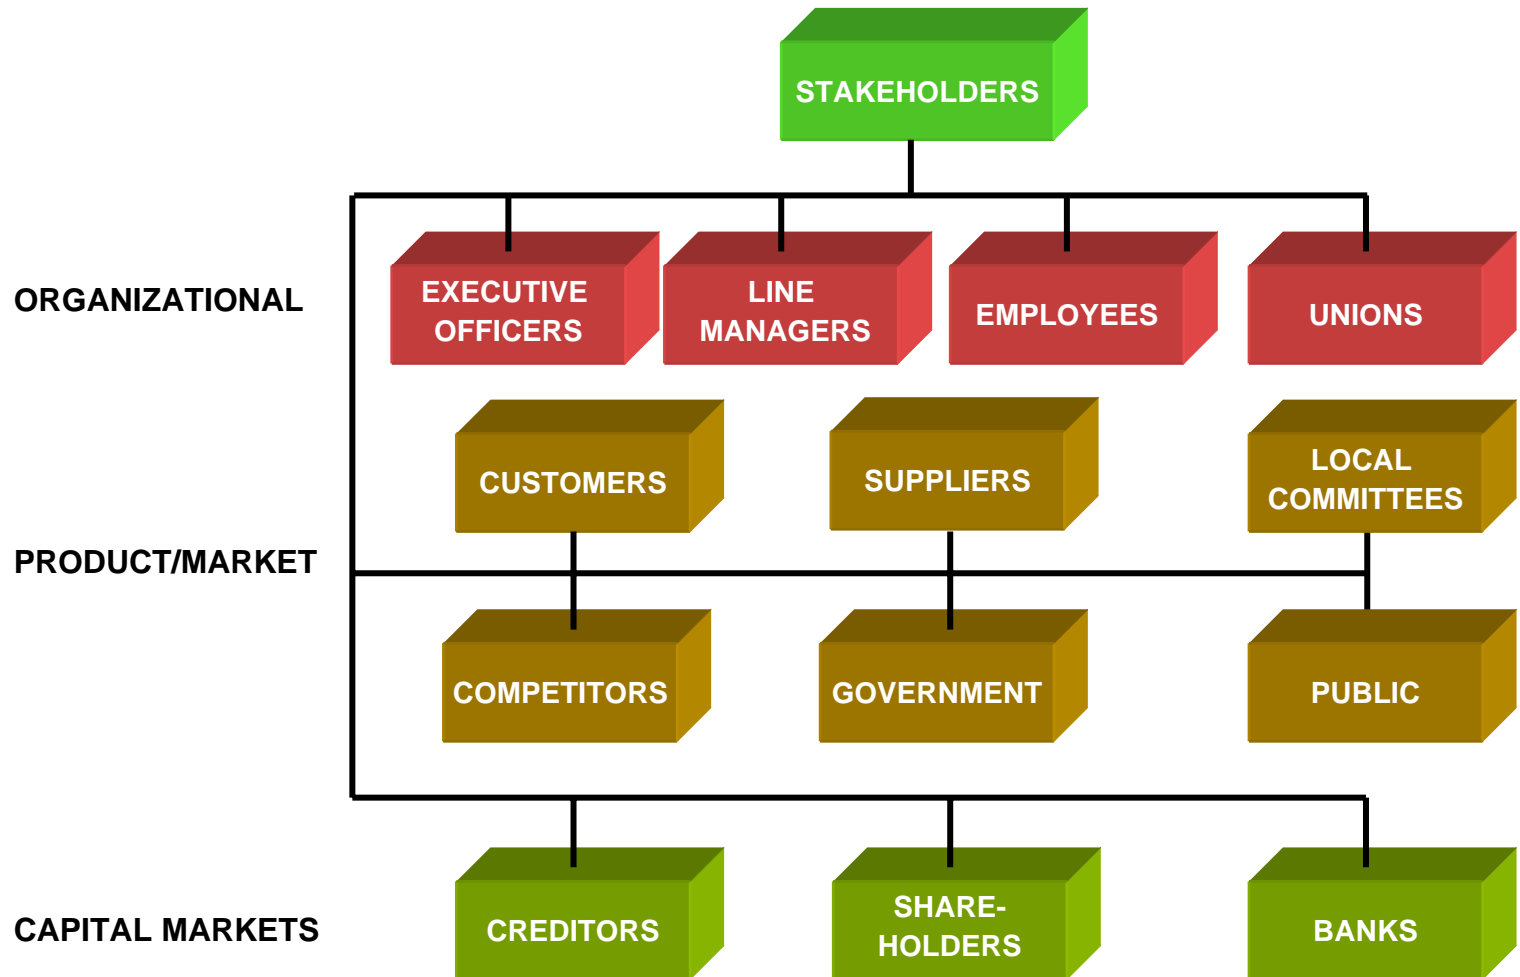 STAKEHOLDERS
ORGANIZATIONAL
EXECUTIVE
OFFICERS
LINE
MANAGERS
EMPLOYEES
UNIONS
PRODUCT/MARKET
CUSTOMERS
SUPPLIERS
LOCAL
COMMITTEES
COMPETITORS
GOVERNMENT
PUBLIC
CAPITAL MARKETS
CREDITORS
SHARE-
HOLDERS
BANKS